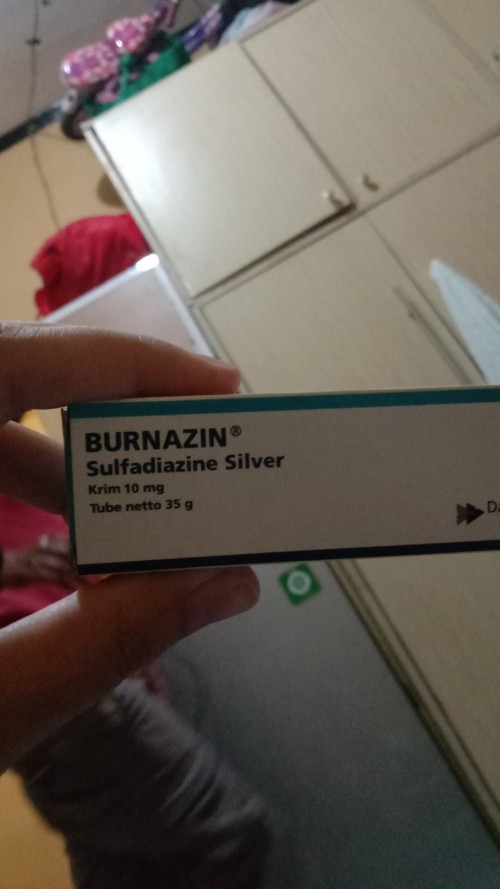 BURNAZIN®
Sulfadiazine Silver
Krim 10 mg
Tube netto 35 g